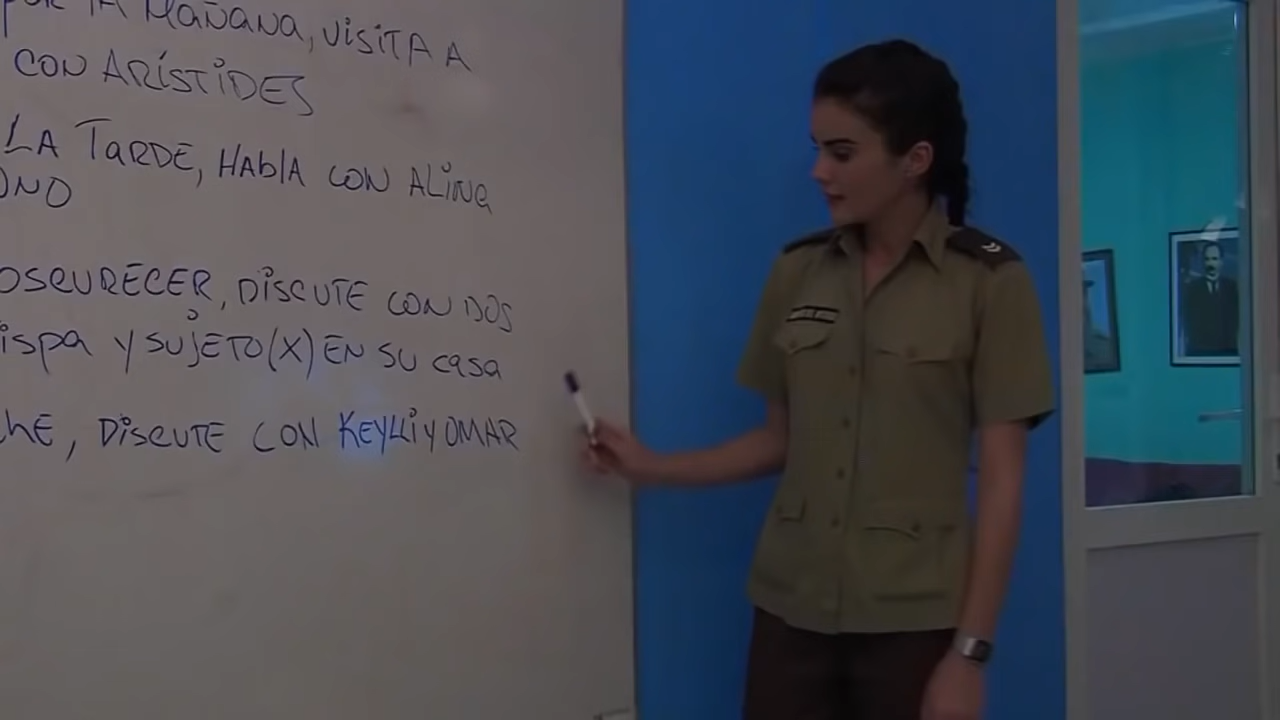 POR LA MAÑANA, VISITA A
CON ARÍSTIDES
LA TARDE, HABlA CON ALINA
ONO
OSCURECER, DISCUTE CON DOS
ispa Y SUJETO(X) EN SU CASA
che, DISCUTE CON KEYLLI Y OMAR